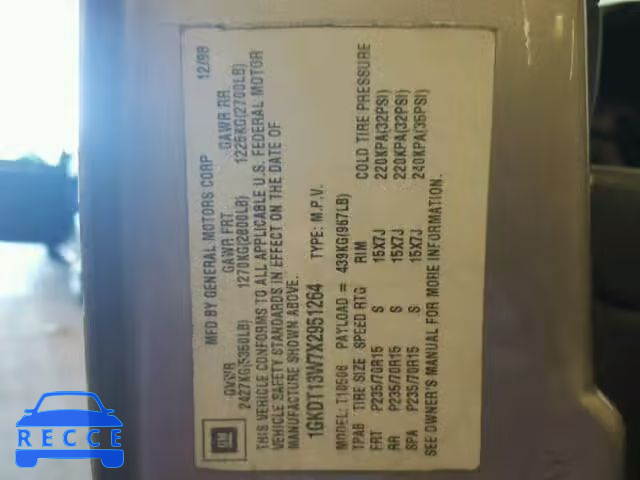 MFD BY GENERAL MOTORS CORP 12/98
GVWR GAWR FRT GAWR RR
2427KG(5350LB) 1270KG(2800LB) 1225KG(2700LB)
THIS VEHICLE CONFORMS TO ALL APPLICABLE U.S. FEDERAL MOTOR
VEHICLE SAFETY STANDARDS IN EFFECT ON THE DATE OF
MANUFACTURE SHOWN ABOVE.
1GKDT13W7X2951264 TYPE: M.P.V.
MODEL: T10506 PAYLOAD = 439KG(967LB)
TPAB TIRE SIZE SPEED RTG RIM COLD TIRE PRESSURE
FRT P235/70R15 S 15X7J 220KPA(32PSI)
RR P235/70R15 S 15X7J 220KPA(32PSI)
SPA P235/70R15 S 15X7J 240KPA(35PSI)
SEE OWNER'S MANUAL FOR MORE INFORMATION.
GM
RECCE